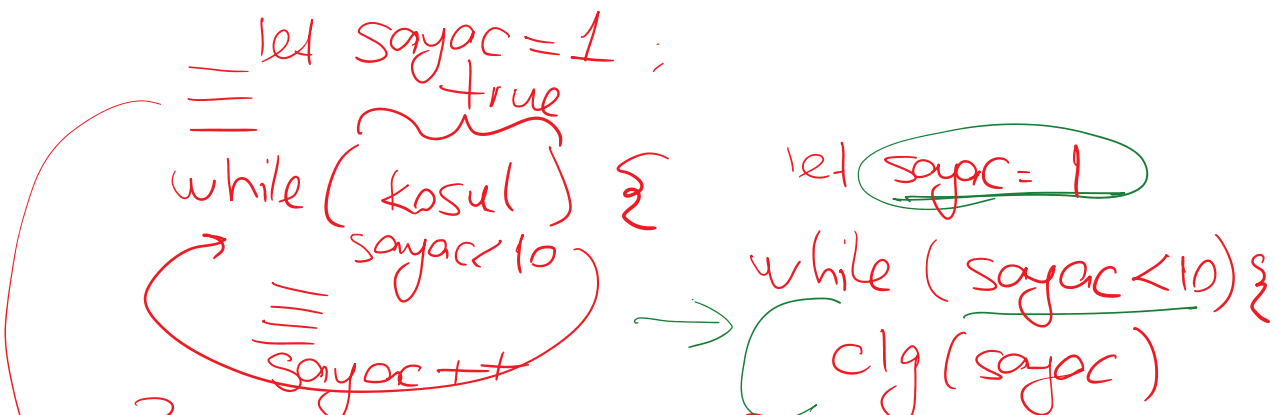 let sayac = 1 ;
true
while ( kosul ) {
sayac < 10
sayac ++
let sayac = 1
while ( sayac < 10 ) {
clg ( sayac )